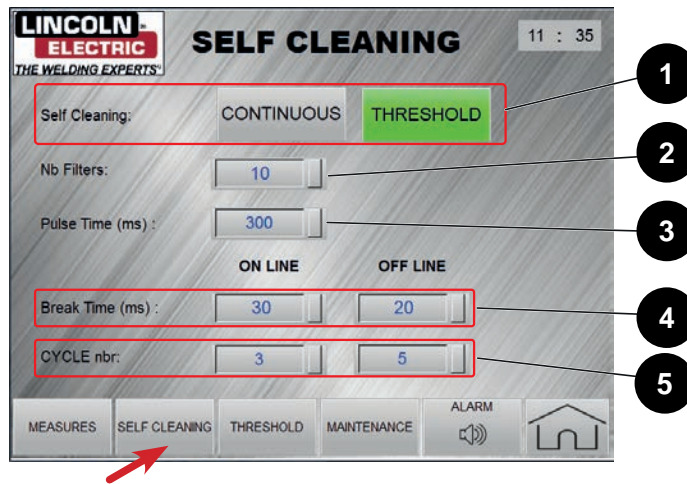 LINCOLN
ELECTRIC
THE WELDING EXPERTS®
SELF CLEANING
11 : 35
Self Cleaning: CONTINUOUS THRESHOLD
1
Nb Filters: 10
2
Pulse Time (ms) : 300
3
ON LINE OFF LINE
Break Time (ms) : 30 20
4
CYCLE nbr: 3 5
5
MEASURES SELF CLEANING THRESHOLD MAINTENANCE ALARM